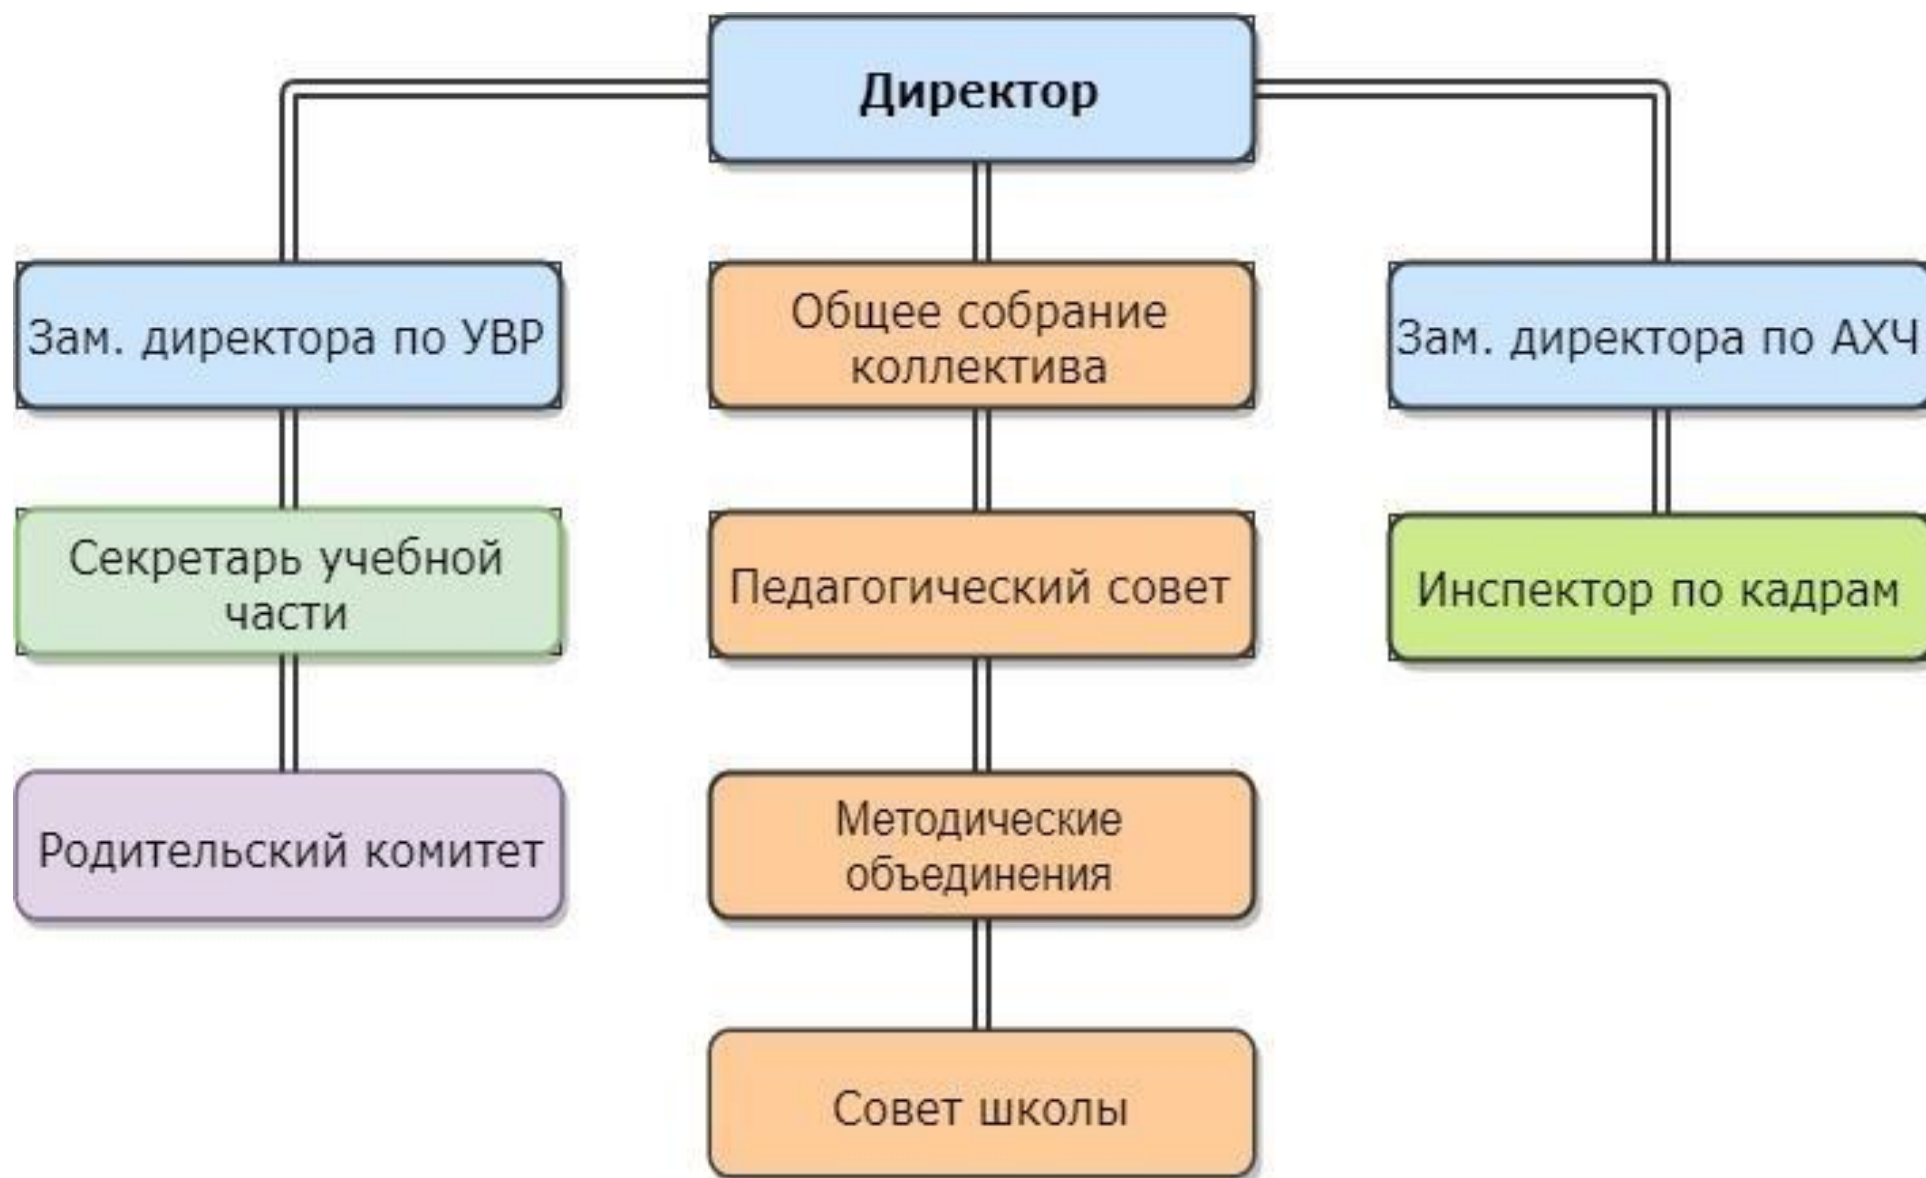 Директор
Зам. директора по УВР
Общее собрание
коллектива
Зам. директора по АХЧ
Секретарь учебной
части
Педагогический совет
Инспектор по кадрам
Родительский комитет
Методические
объединения
Совет школы